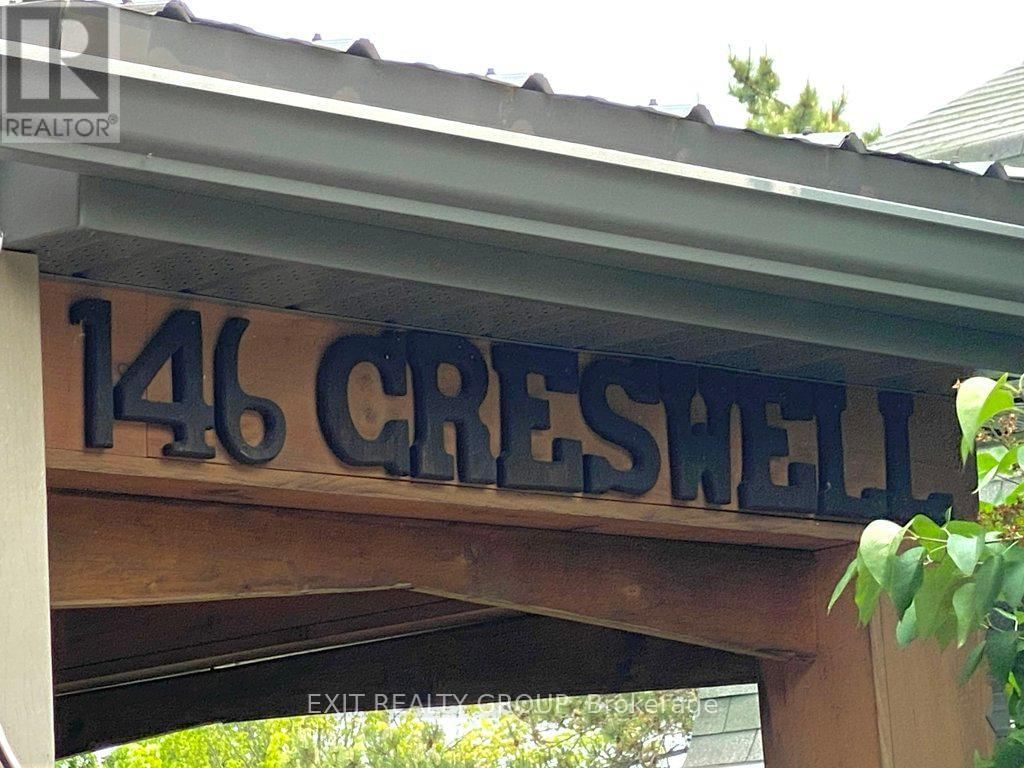 R
REALTOR®
146 CRESWELL
EXIT REALTY GROUP, Brokerage